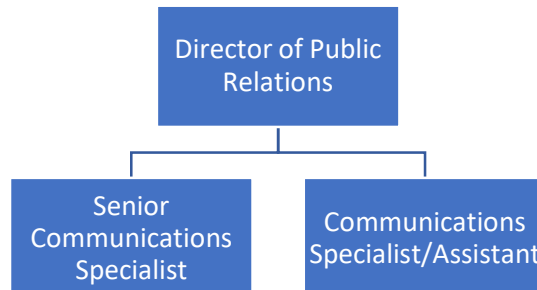 Director of Public
Relations
Senior
Communications
Specialist
Communications
Specialist/Assistant